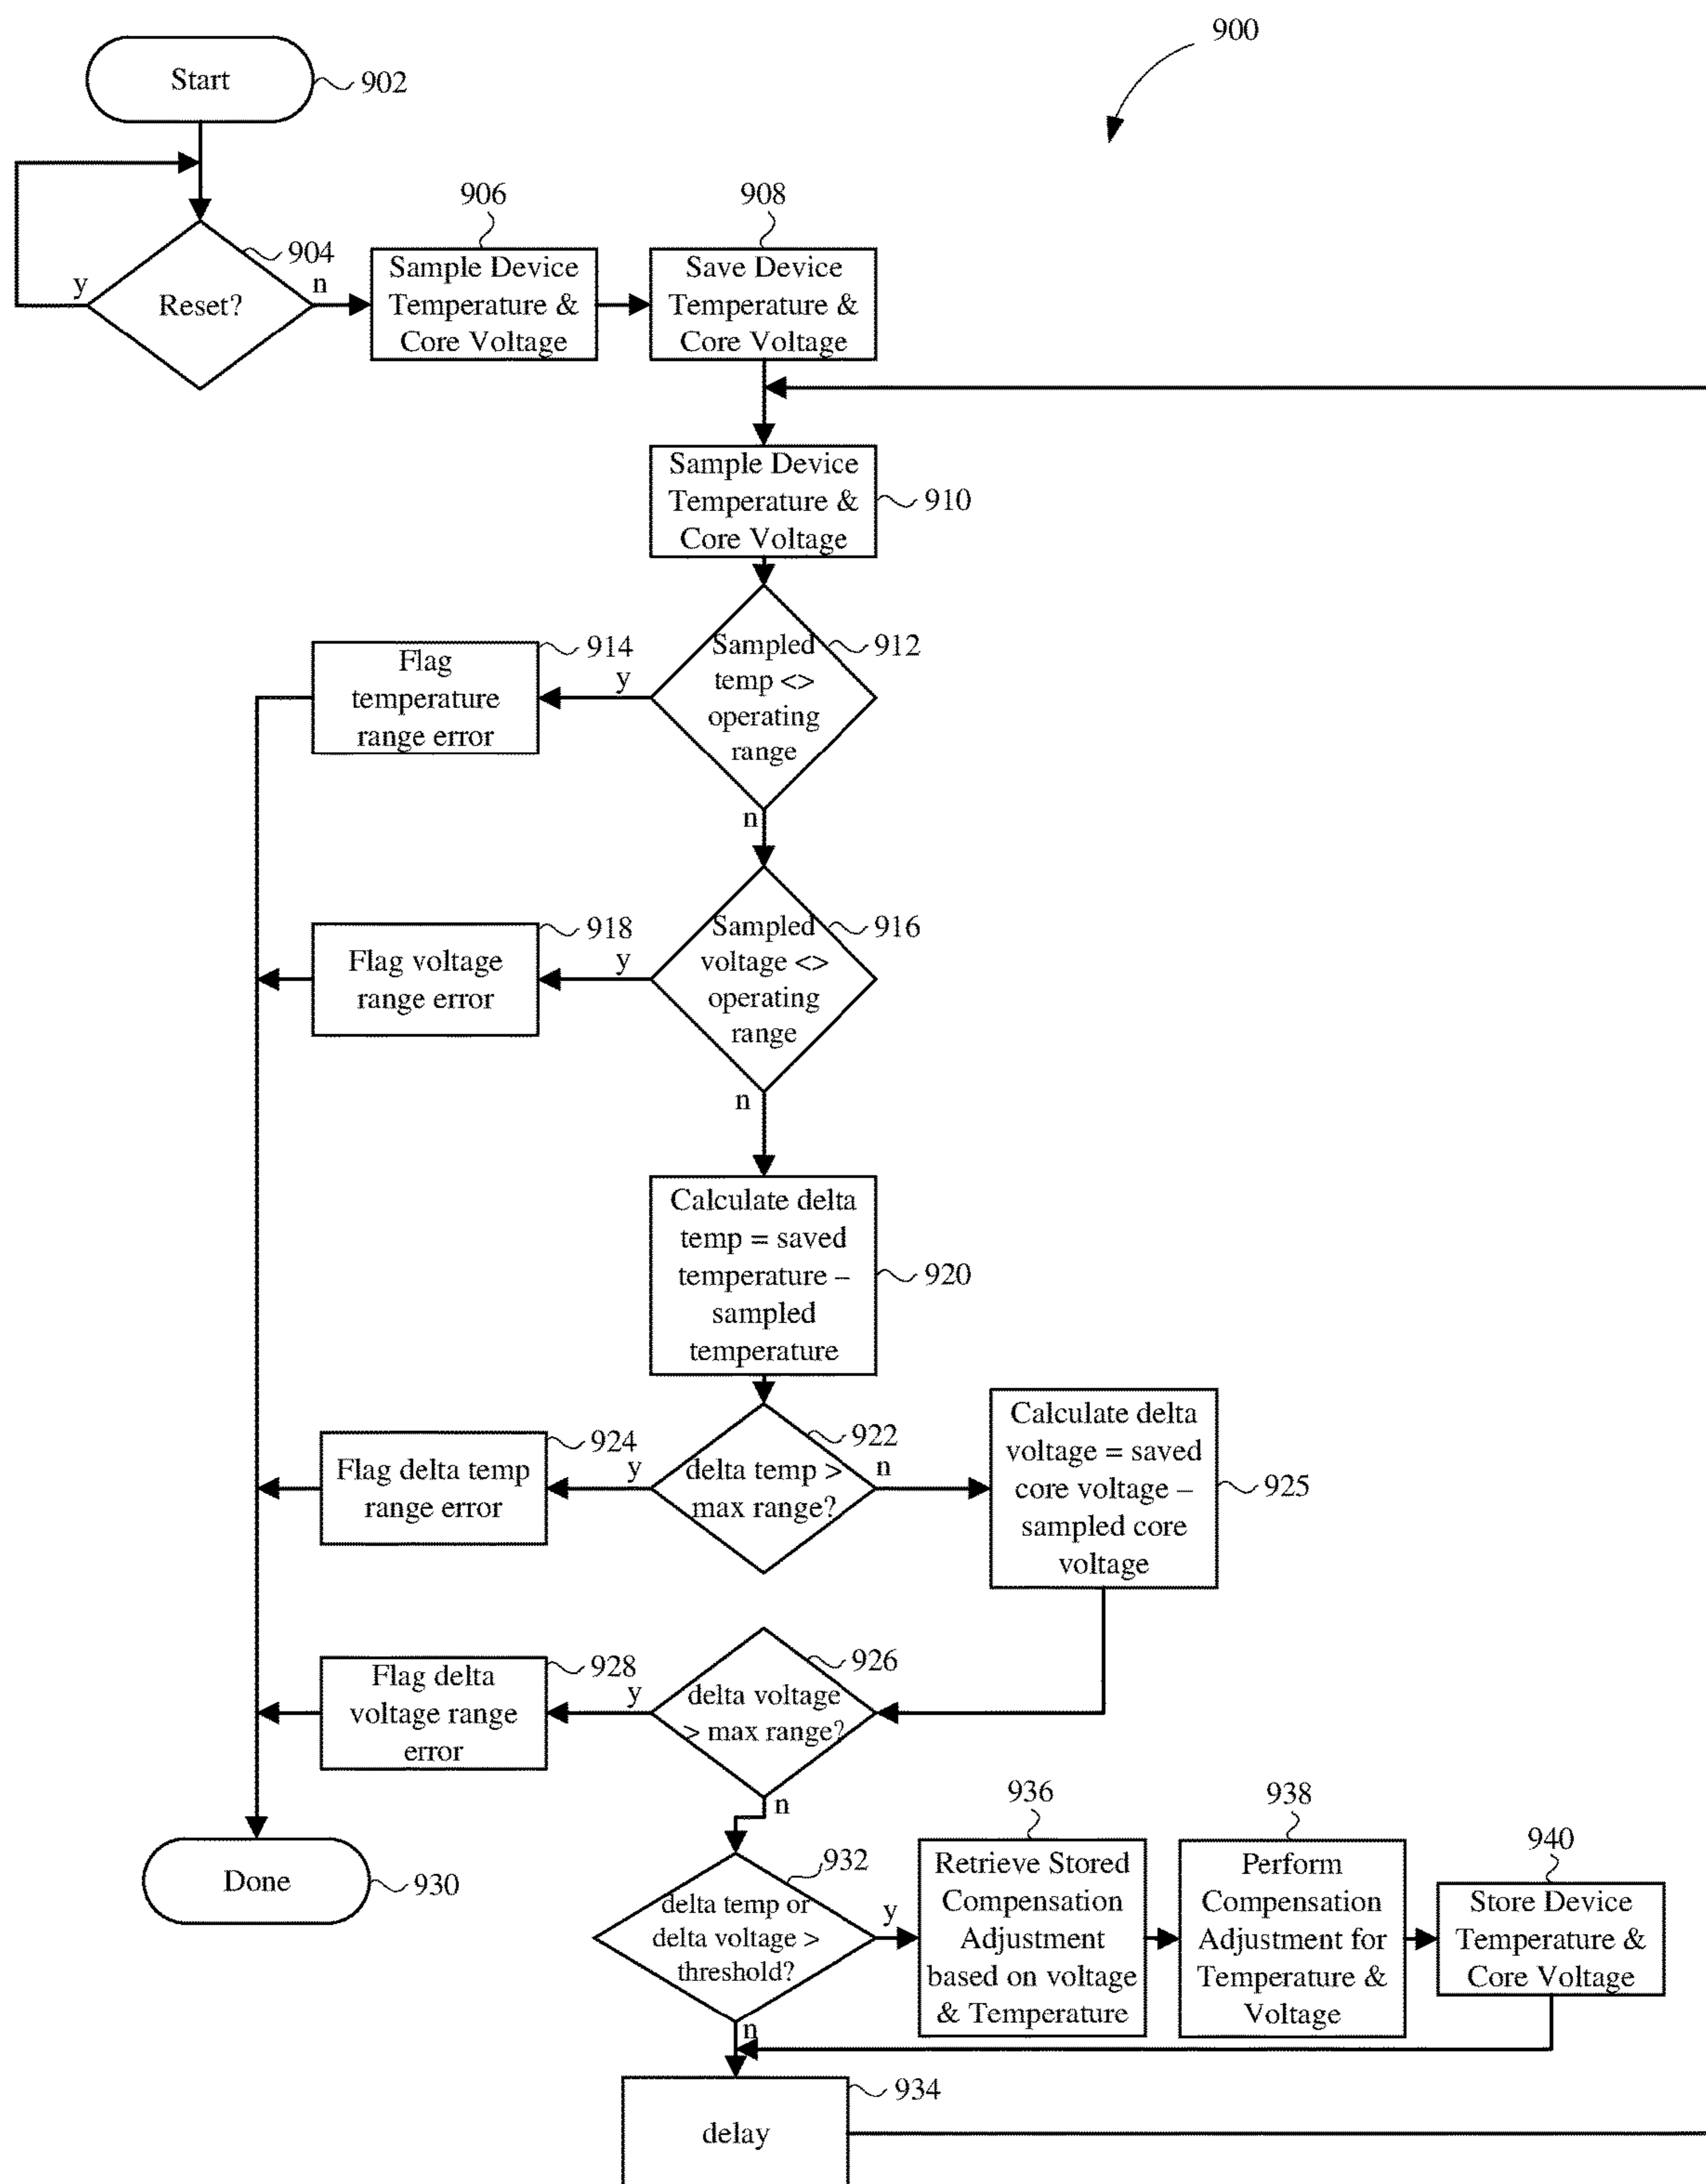 900
Start
902
904
y
n
Reset?
906
Sample Device
Temperature &
Core Voltage
908
Save Device
Temperature &
Core Voltage
Sample Device
Temperature &
Core Voltage
910
Sampled
temp <>
operating
range
912
y
914
Flag
temperature
range error
n
Sampled
voltage <>
operating
range
916
y
918
Flag voltage
range error
n
Calculate delta
temp = saved
temperature –
sampled
temperature
920
922
delta temp >
max range?
y
n
924
Flag delta temp
range error
Calculate delta
voltage = saved
core voltage –
sampled core
voltage
925
926
delta voltage
> max range?
y
928
Flag delta
voltage range
error
n
Done
930
932
delta temp or
delta voltage >
threshold?
y
936
Retrieve Stored
Compensation
Adjustment
based on voltage
& Temperature
938
Perform
Compensation
Adjustment for
Temperature &
Voltage
940
Store Device
Temperature &
Core Voltage
n
934
delay